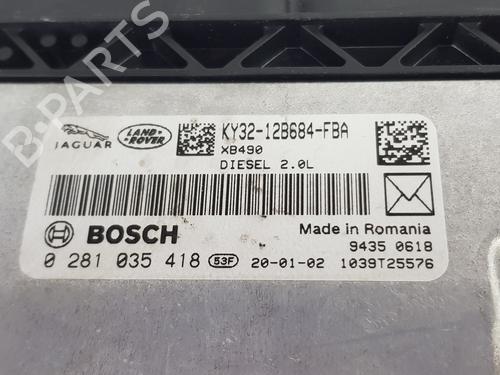 JAGUAR
LAND-
ROVER
KY32-12B684-FBA
XB490
DIESEL 2.0L
BOSCH
Made in Romania
9435 0618
0 281 035 418 53F 20-01-02 1039T25576
B-PARTS